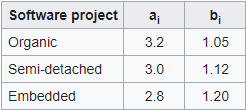 Software project ai bi
Organic 3.2 1.05
Semi-detached 3.0 1.12
Embedded 2.8 1.20